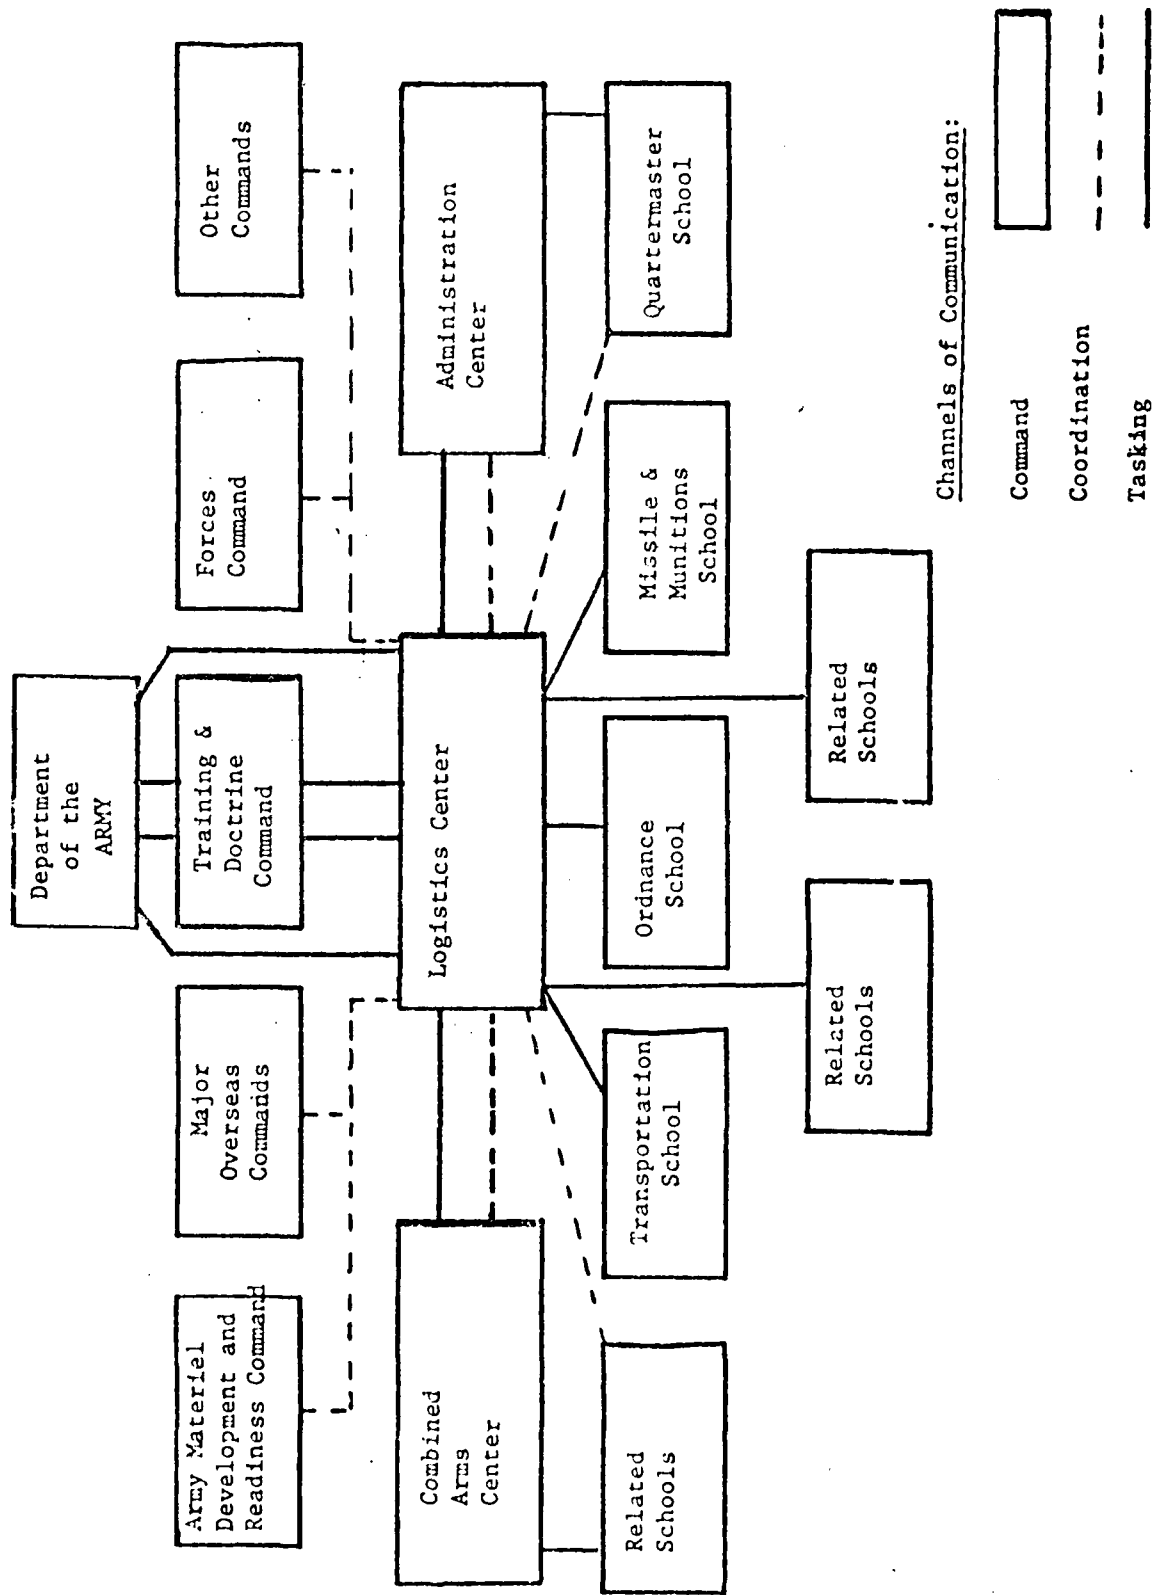 Department
of the
ARMY
Army Materiel
Development and
Readiness Command
Major
Overseas
Commands
Training &
Doctrine
Command
Forces
Command
Other
Commands
Combined
Arms
Center
Logistics Center
Administration
Center
Related
Schools
Transportation
School
Ordnance
School
Missile &
Munitions
School
Quartermaster
School
Related
Schools
Related
Schools
Channels of Communication:
Command
Coordination
Tasking